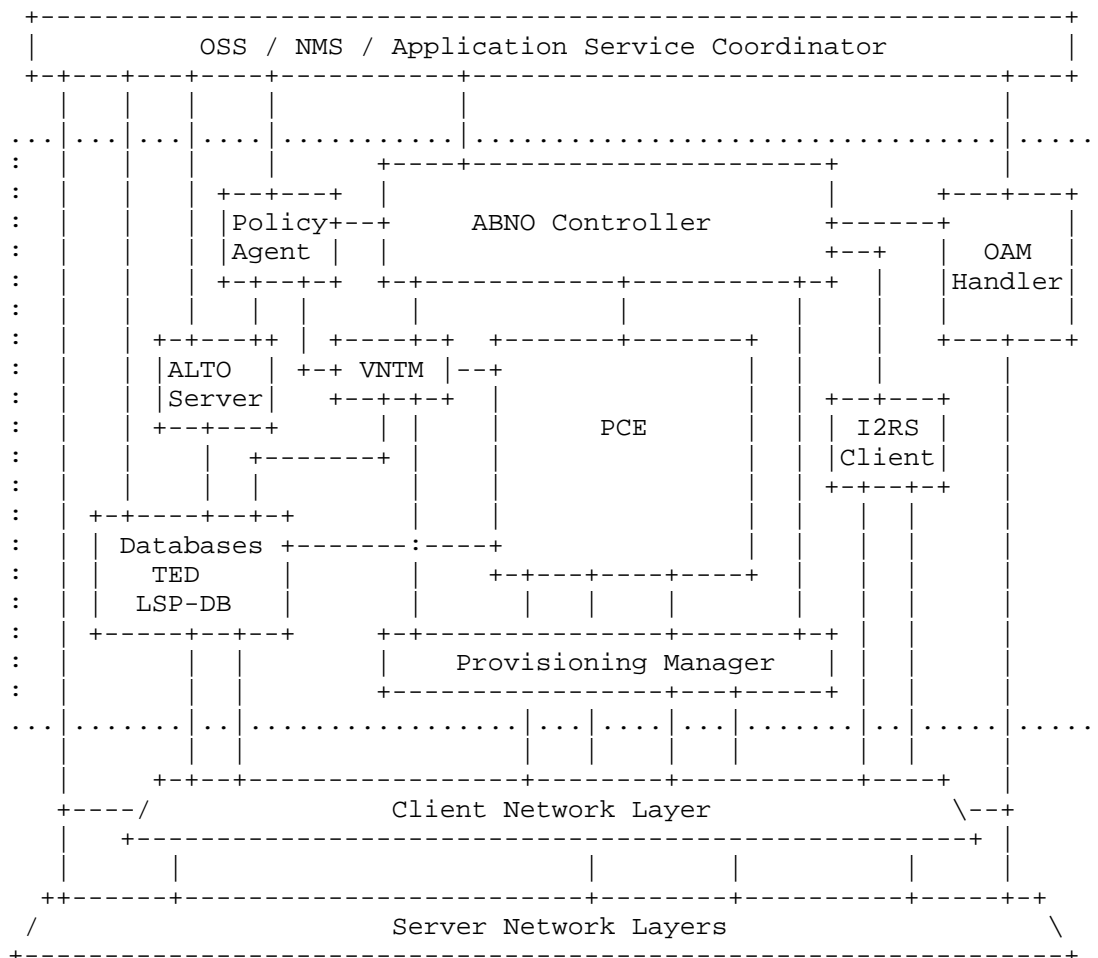 OSS / NMS / Application Service Coordinator
Policy ABNO Controller
Agent OAM
Handler
ALTO VNTM
Server I2RS
PCE Client
Databases
TED
LSP-DB
Provisioning Manager
Client Network Layer
Server Network Layers